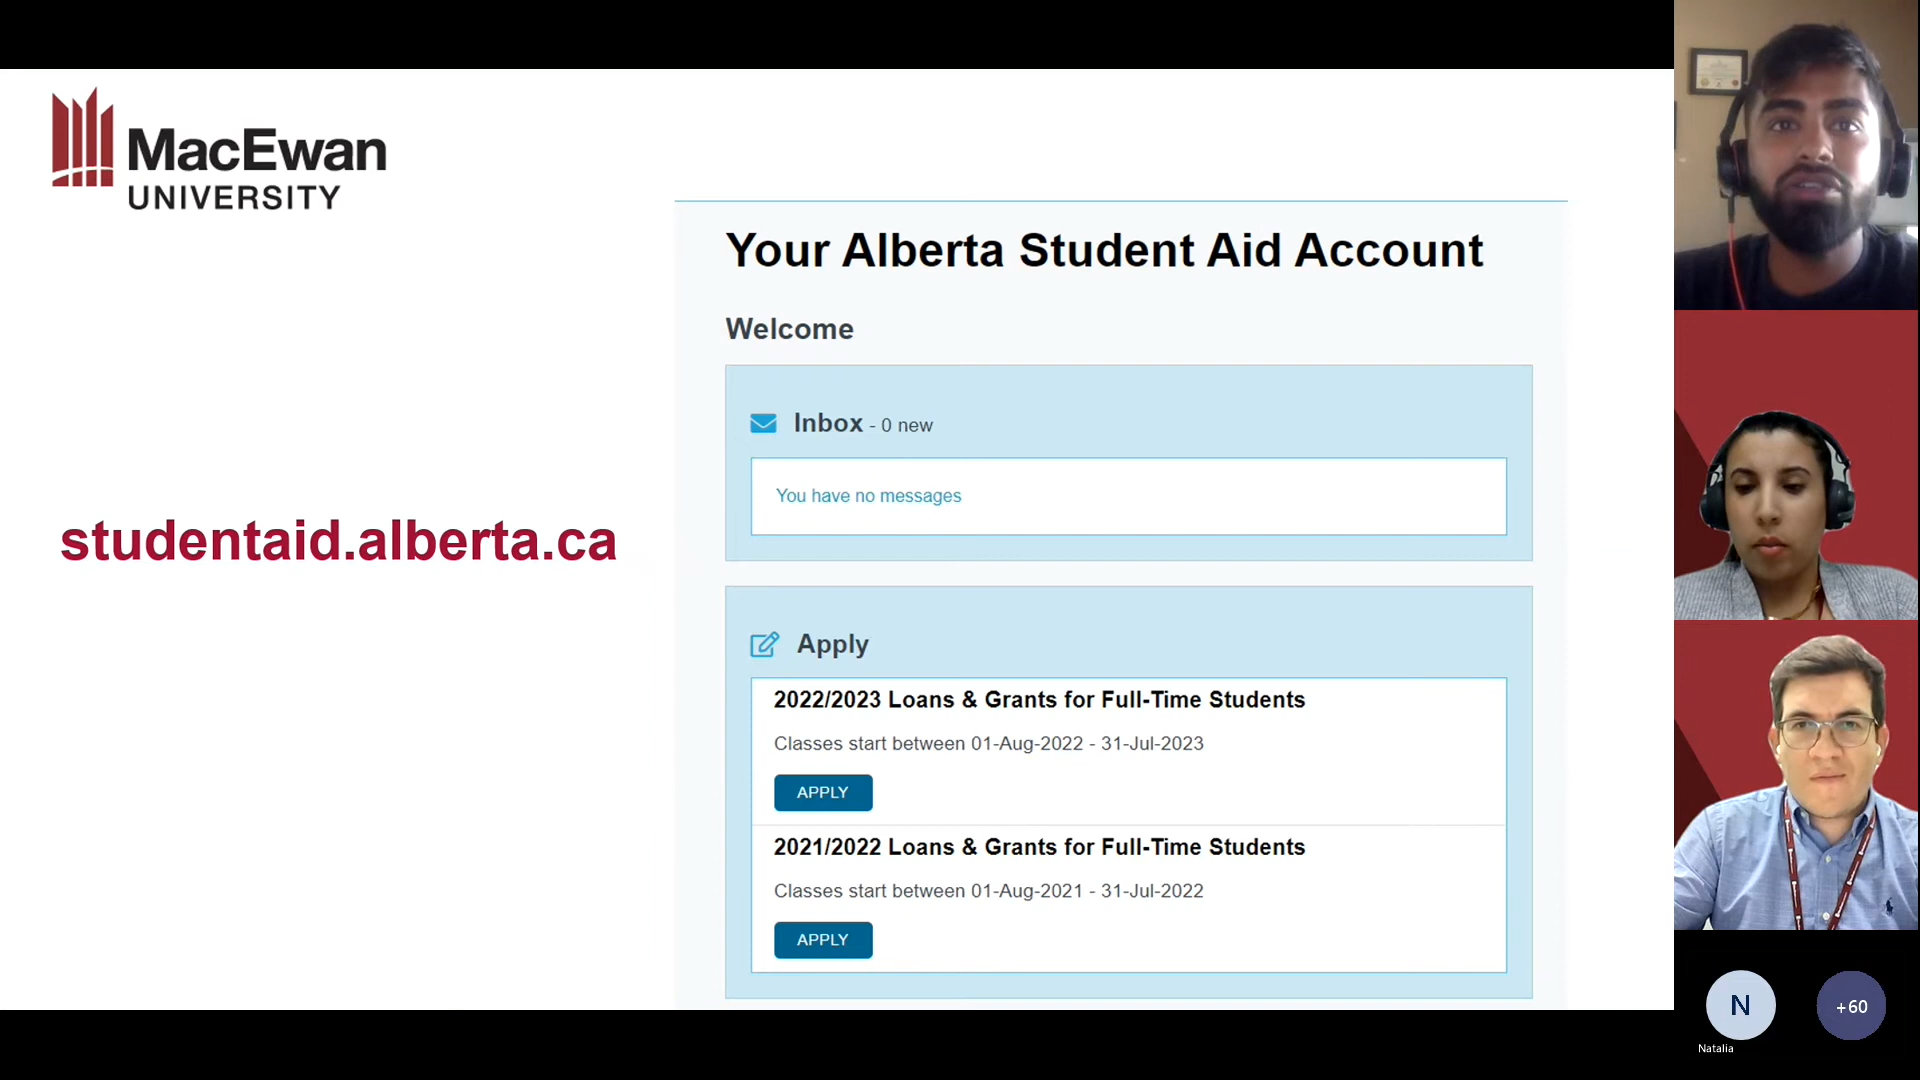 MacEwan
UNIVERSITY
studentaid.alberta.ca
Your Alberta Student Aid Account
Welcome
Inbox - 0 new
You have no messages
Apply
2022/2023 Loans & Grants for Full-Time Students
Classes start between 01-Aug-2022 - 31-Jul-2023
APPLY
2021/2022 Loans & Grants for Full-Time Students
Classes start between 01-Aug-2021 - 31-Jul-2022
APPLY
N
Natalia
+60